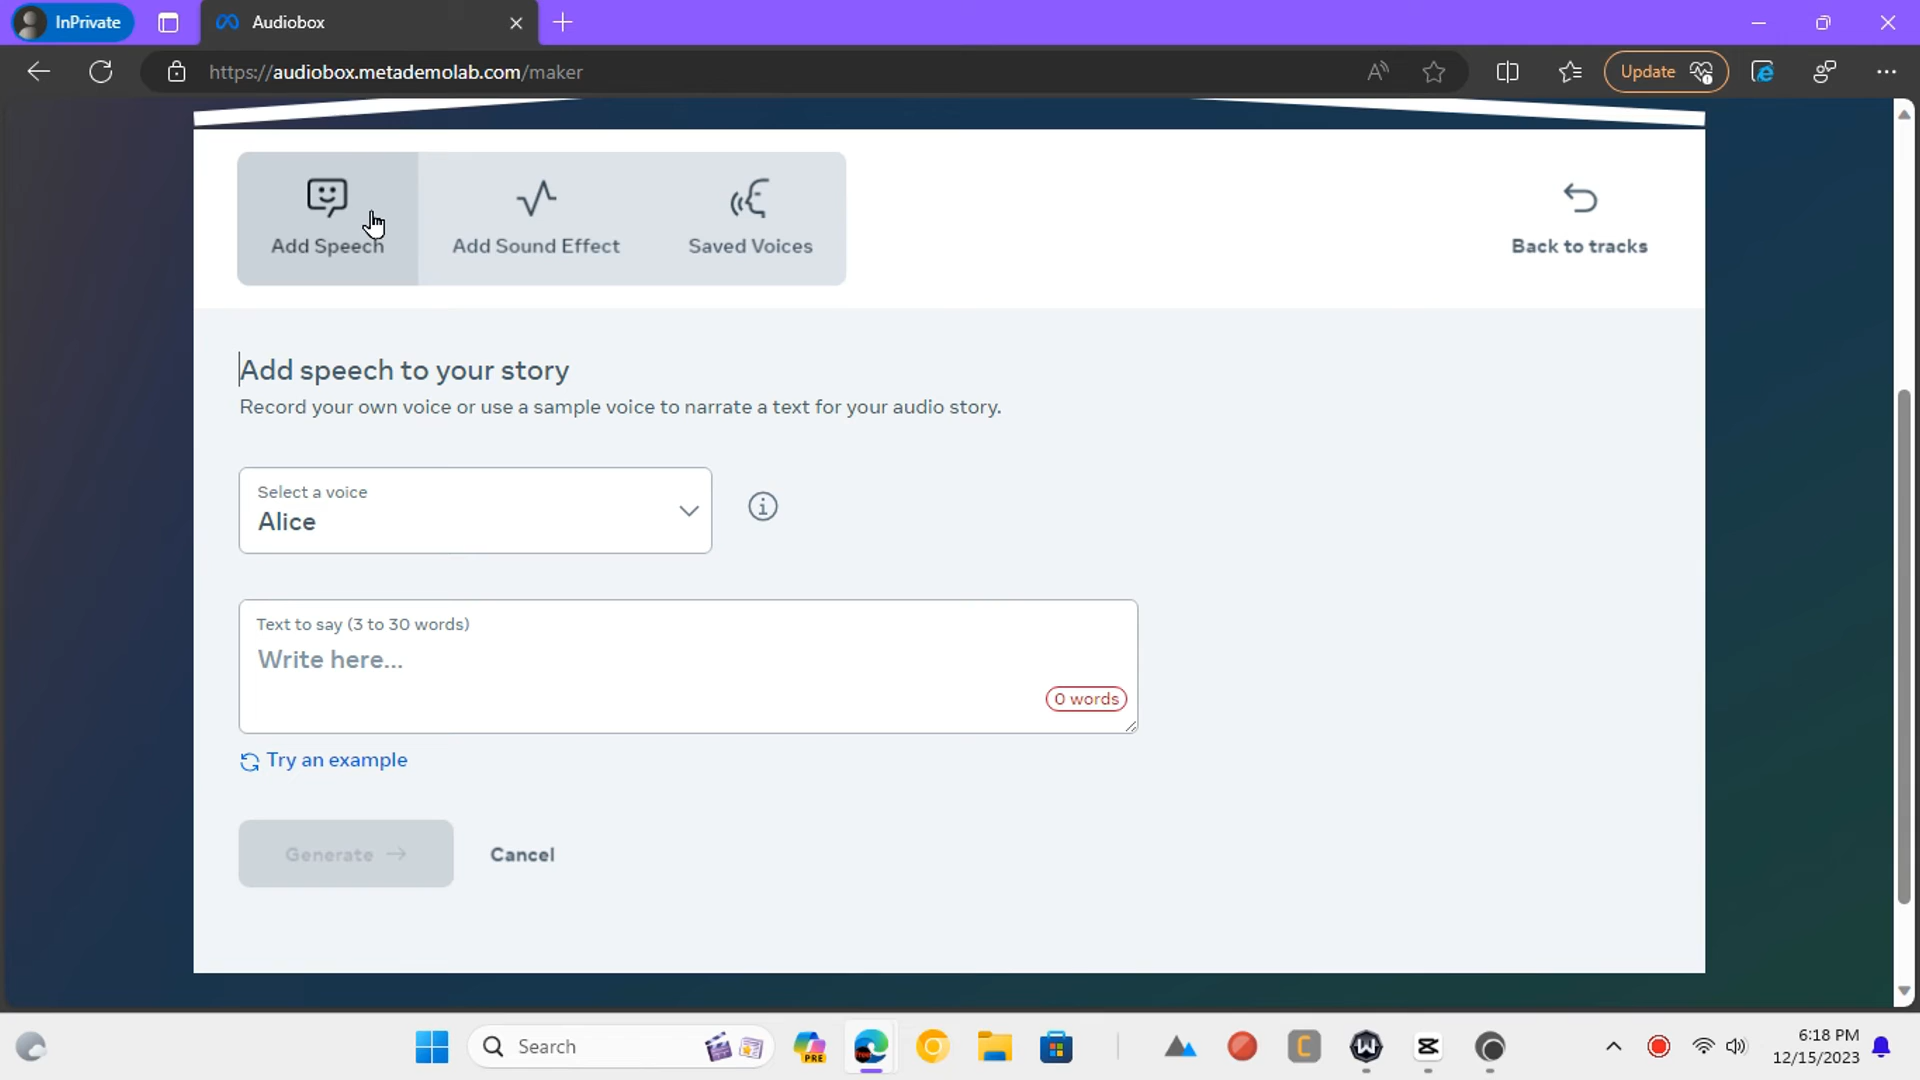 InPrivate
Audiobox
https://audiobox.metademolab.com/maker
Update
Add Speech
Add Sound Effect
Saved Voices
Back to tracks
Add speech to your story
Record your own voice or use a sample voice to narrate a text for your audio story.
Select a voice
Alice
Text to say (3 to 30 words)
Write here...
0 words
Try an example
Generate
Cancel
Search
PRE
C
W
6:18 PM
12/15/2023